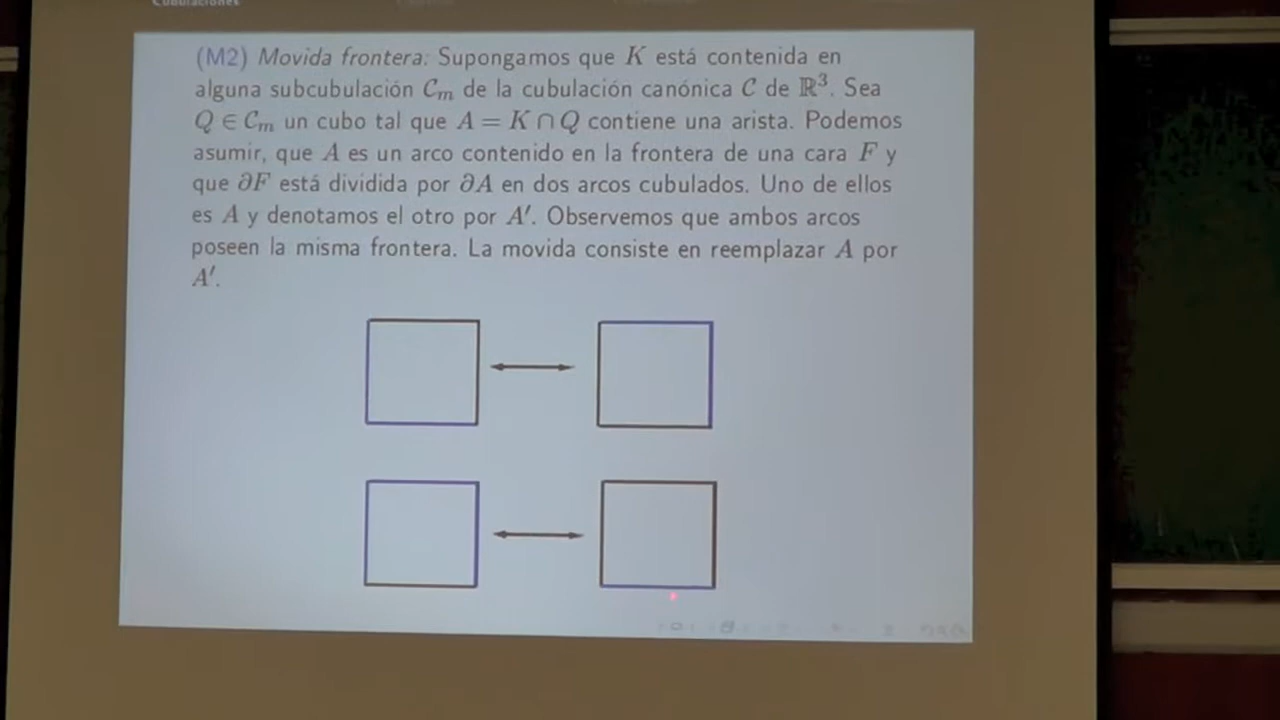 Cubulaciones
(M2) Movida frontera: Supongamos que K está contenida en
alguna subcubulación 𝒞ₘ de la cubulación canónica 𝒞 de ℝ³. Sea
Q ∈ 𝒞ₘ un cubo tal que A = K ∩ Q contiene una arista. Podemos
asumir, que A es un arco contenido en la frontera de una cara F y
que ∂F está dividida por ∂A en dos arcos cubulados. Uno de ellos
es A y denotamos el otro por A′. Observemos que ambos arcos
poseen la misma frontera. La movida consiste en reemplazar A por
A′.